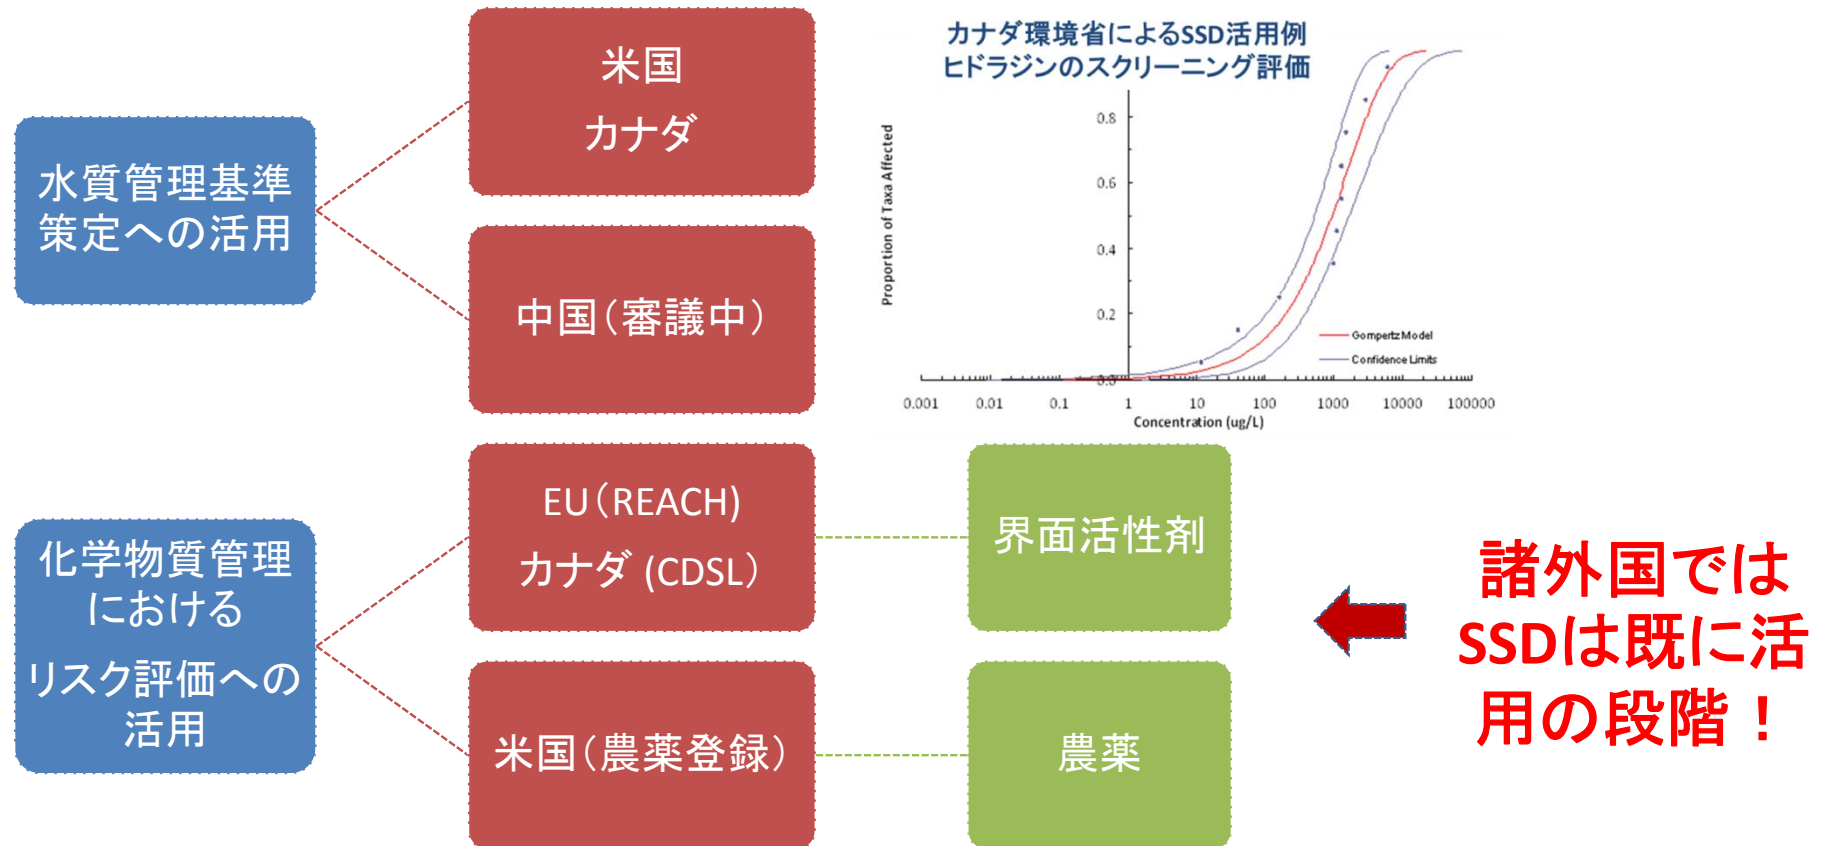 水質管理基準
策定への活用
米国
カナダ
中国（審議中）
カナダ環境省によるSSD活用例
ヒドラジンのスクリーニング評価
Proportion of Taxa Affected
0.8
0.6
0.4
0.2
0.0
Gompertz Model
Confidence Limits
0.001 0.01 0.1 1 10 100 1000 10000 100000
Concentration (ug/L)
化学物質管理
における
リスク評価への
活用
EU（REACH)
カナダ (CDSL）
界面活性剤
米国（農薬登録）
農薬
諸外国では
SSDは既に活
用の段階！